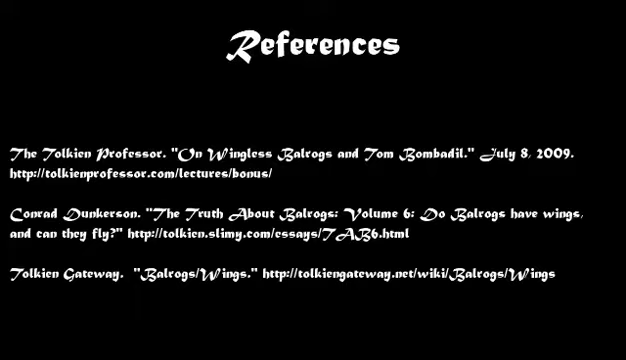 References
The Tolkien Professor. "On Wingless Balrogs and Tom Bombadil." July 8, 2009.
http://tolkienprofessor.com/lectures/bonus/
Conrad Dunkerson. "The Truth About Balrogs: Volume 6: Do Balrogs have wings,
and can they fly?" http://tolkien.slimy.com/essays/TAB6.html
Tolkien Gateway. "Balrogs/Wings." http://tolkiengateway.net/wiki/Balrogs/Wings